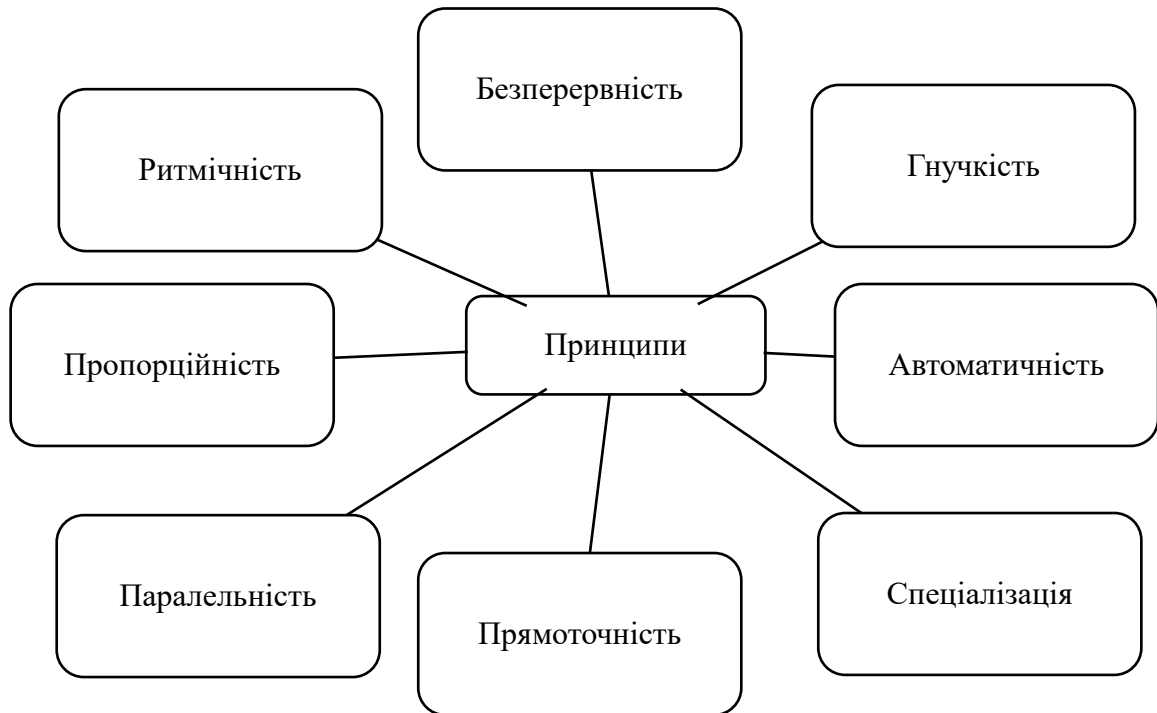 Безперервність
Ритмічність
Гнучкість
Принципи
Пропорційність
Автоматичність
Паралельність
Спеціалізація
Прямоточність